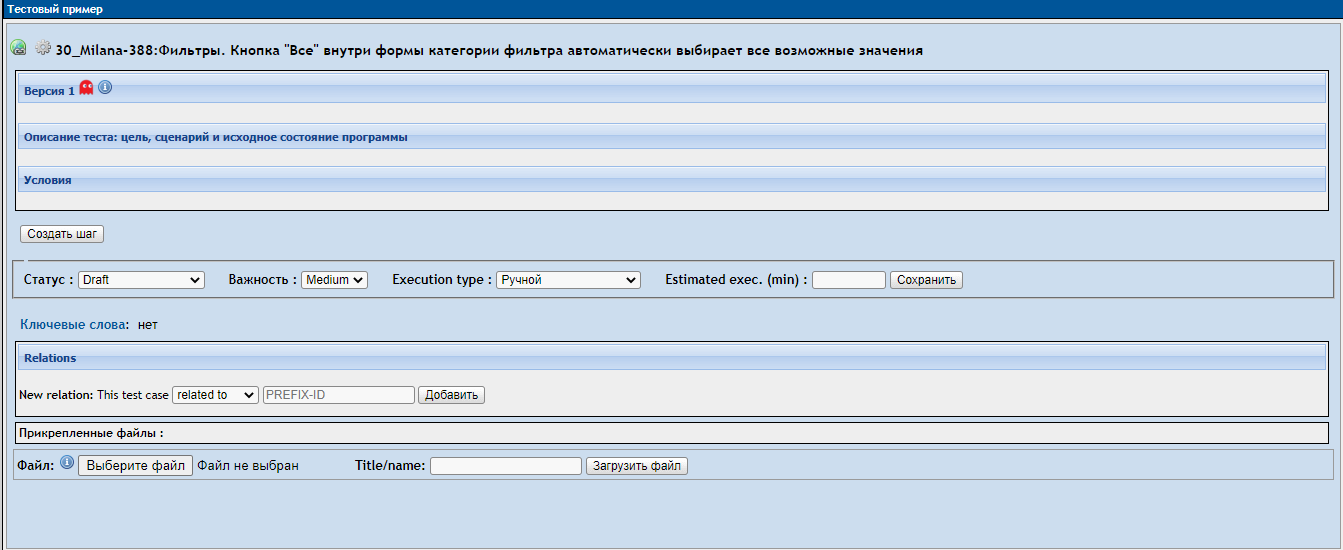 Тестовый пример
30_Milana-388:Фильтры. Кнопка "Все" внутри формы категории фильтра автоматически выбирает все возможные значения
Версия 1
Описание теста: цель, сценарий и исходное состояние программы
Условия
Создать шаг
Статус : Draft Важность : Medium Execution type : Ручной Estimated exec. (min) : Сохранить
Ключевые слова: нет
Relations
New relation: This test case related to PREFIX-ID Добавить
Прикрепленные файлы :
Файл: Выберите файл Файл не выбран Title/name: Загрузить файл